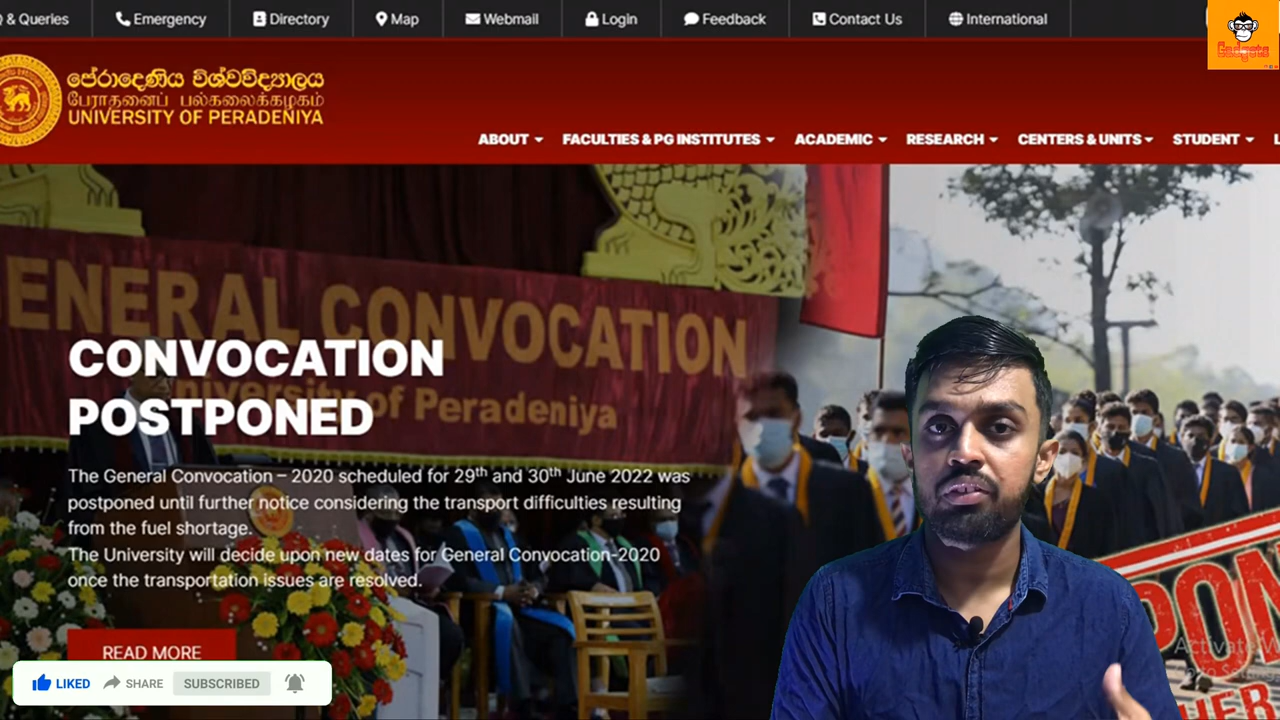 & Queries
Emergency
Directory
Map
Webmail
Login
Feedback
Contact Us
International
Gadgets
පේරාදෙණිය විශ්වවිද්‍යාලය
பேராதனைப் பல்கலைக்கழகம்
UNIVERSITY OF PERADENIYA
ABOUT
FACULTIES & PG INSTITUTES
ACADEMIC
RESEARCH
CENTERS & UNITS
STUDENT
GENERAL CONVOCATION
University of Peradeniya
CONVOCATION
POSTPONED
The General Convocation – 2020 scheduled for 29th and 30th June 2022 was
postponed until further notice considering the transport difficulties resulting
from the fuel shortage.
The University will decide upon new dates for General Convocation-2020
once the transportation issues are resolved.
READ MORE
LIKED
SHARE
SUBSCRIBED
Activate W